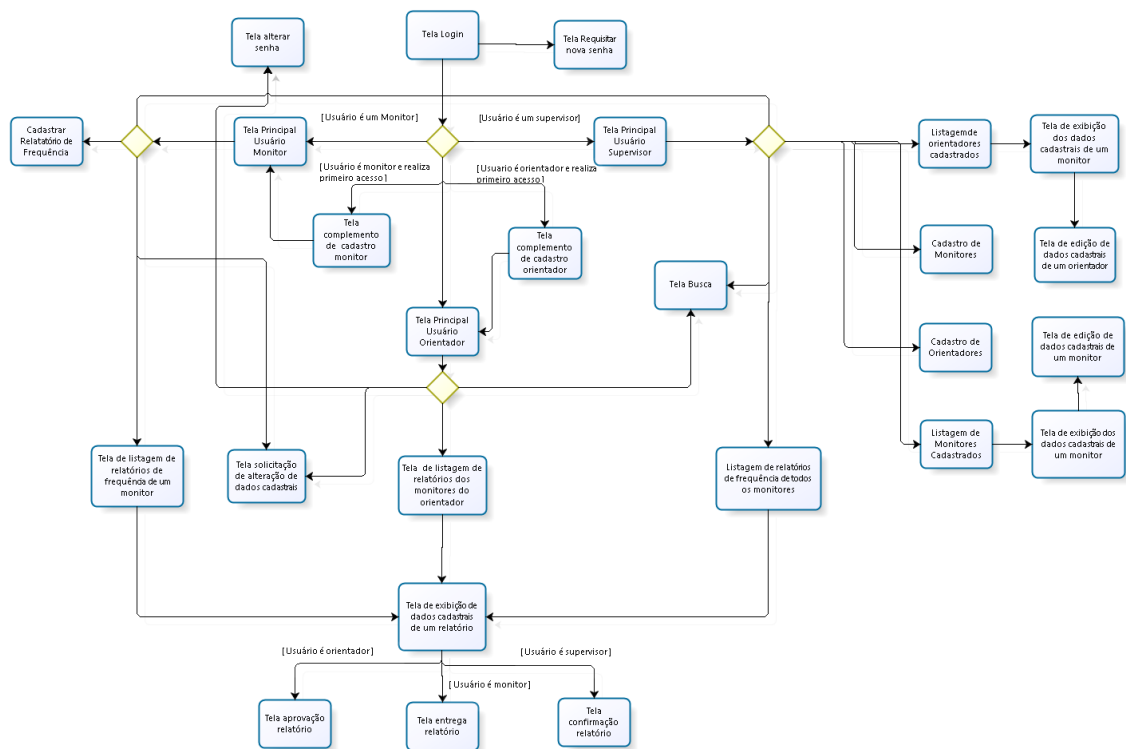 Tela alterar
senha
Tela Login
Tela Requisitar
nova senha
[Usuário é um Monitor]
[Usuário é um supervisor]
Cadastrar
Relatatório de
Frequência
Tela Principal
Usuário
Monitor
Tela Principal
Usuário
Supervisor
Listagemde
orientadores
cadastrados
Tela de exibição
dos dados
cadastrais de um
monitor
[Usuário é monitor e realiza
primeiro acesso]
[Usuario é orientador e realiza
primeiro acesso]
Tela
complemento
de cadastro
monitor
Tela
complemento
de cadastro
orientador
Cadastro de
Monitores
Tela de edição de
dados cadastrais
de um orientador
Tela Busca
Tela Principal
Usuário
Orientador
Cadastro de
Orientadores
Tela de edição de
dados cadastrais de
um monitor
Tela de listagem de
relatórios de
frequência de um
monitor
Tela solicitação
de alteração de
dados cadastrais
Tela de listagem de
relatórios dos
monitores do
orientador
Listagem de relatórios
de frequência de todos
os monitores
Listagem de
Monitores
Cadastrados
Tela de exibição dos
dados cadastrais de
um monitor
Tela de exibição de
dados cadastrais
de um relatório
[Usuário é orientador]
[Usuário é supervisor]
[Usuário é monitor]
Tela aprovação
relatório
Tela entrega
relatório
Tela
confirmação
relatório